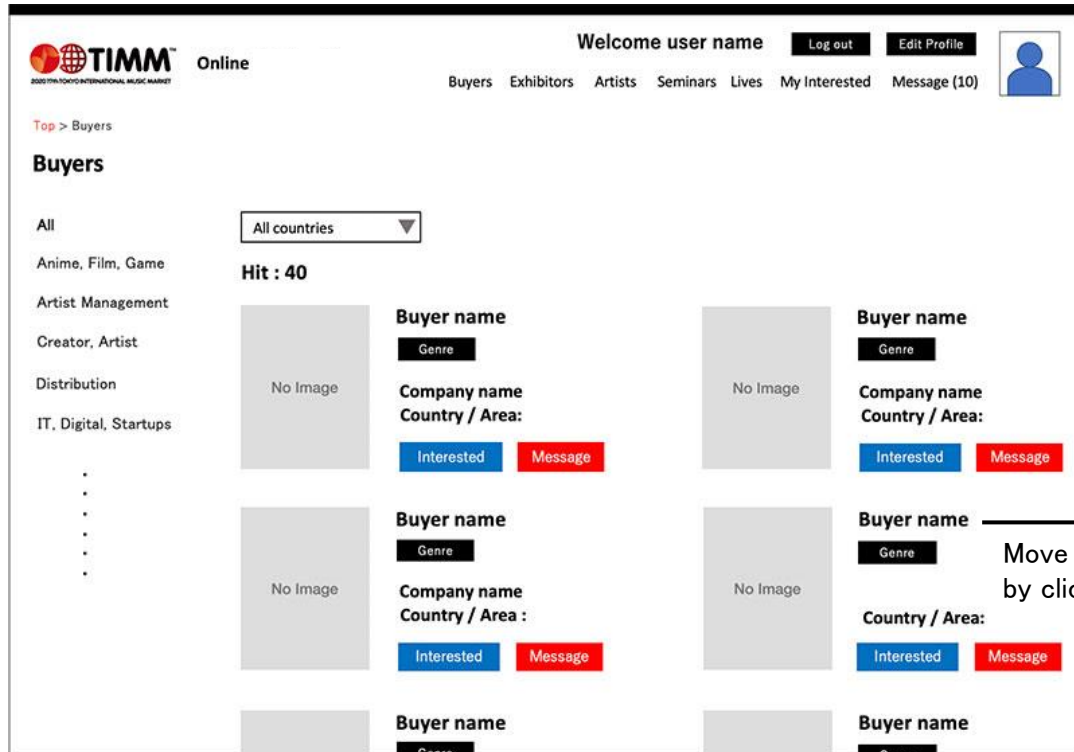 Welcome user name Log out Edit Profile
TIMM™ Online
2020 17th TOKYO INTERNATIONAL MUSIC MARKET
Buyers Exhibitors Artists Seminars Lives My Interested Message (10)
Top > Buyers
Buyers
All
Anime, Film, Game
Artist Management
Creator, Artist
Distribution
IT, Digital, Startups
All countries
Hit : 40
No Image
Buyer name
Genre
Company name
Country / Area:
Interested Message
No Image
Buyer name
Genre
Company name
Country / Area:
Interested Message
No Image
Buyer name
Genre
Company name
Country / Area :
Interested Message
No Image
Buyer name
Genre
Move
by clic
Country / Area:
Interested Message
Buyer name
Genre
Buyer name